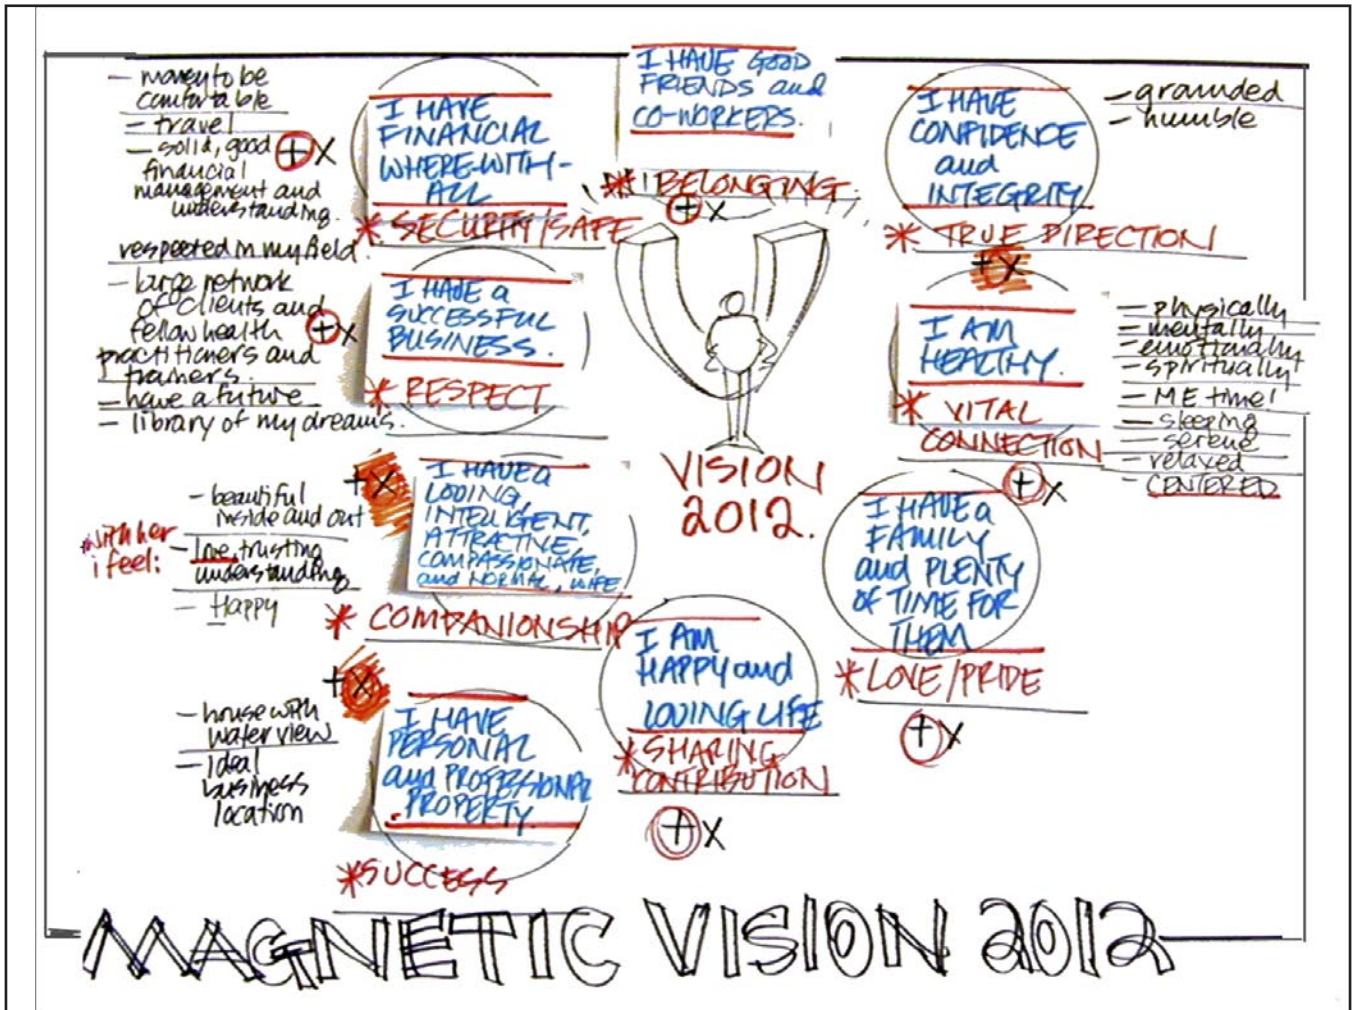 — money to be
comfortable
— travel
— solid, good
financial
management and
understanding.
+ X
I HAVE
FINANCIAL
WHERE-WITH-
ALL
* SECURITY/SAFE
I HAVE GOOD
FRIENDS and
CO-WORKERS.
* BELONGING.
+ X
I HAVE
CONFIDENCE
and
INTEGRITY
* TRUE DIRECTION
+ X
— grounded
— humble
respected in my field.
— large network
of clients and
fellow health
practitioners and
trainers.
— have a future
— library of my dreams.
+ X
I HAVE a
SUCCESSFUL
BUSINESS.
* RESPECT
I AM
HEALTHY.
* VITAL
CONNECTION
+ X
— physically
— mentally
— emotionally
— spiritually
— ME time!
— sleeping
— serene
— relaxed
— CENTERED
VISION
2012.
with her
i feel:
— beautiful
inside and out
— love, trusting
understanding
— Happy
+ X
I HAVE a
LOVING,
INTELLIGENT,
ATTRACTIVE,
COMPASSIONATE,
and NORMAL, WIFE
* COMPANIONSHIP
I HAVE a
FAMILY
and PLENTY
OF TIME FOR
THEM
* LOVE/PRIDE
+ X
I AM
HAPPY and
LOVING LIFE
* SHARING
CONTRIBUTION
+ X
— house with
water view
— ideal
business
location
+ X
I HAVE
PERSONAL
and PROFESSIONAL
PROPERTY.
* SUCCESS
MAGNETIC VISION 2012